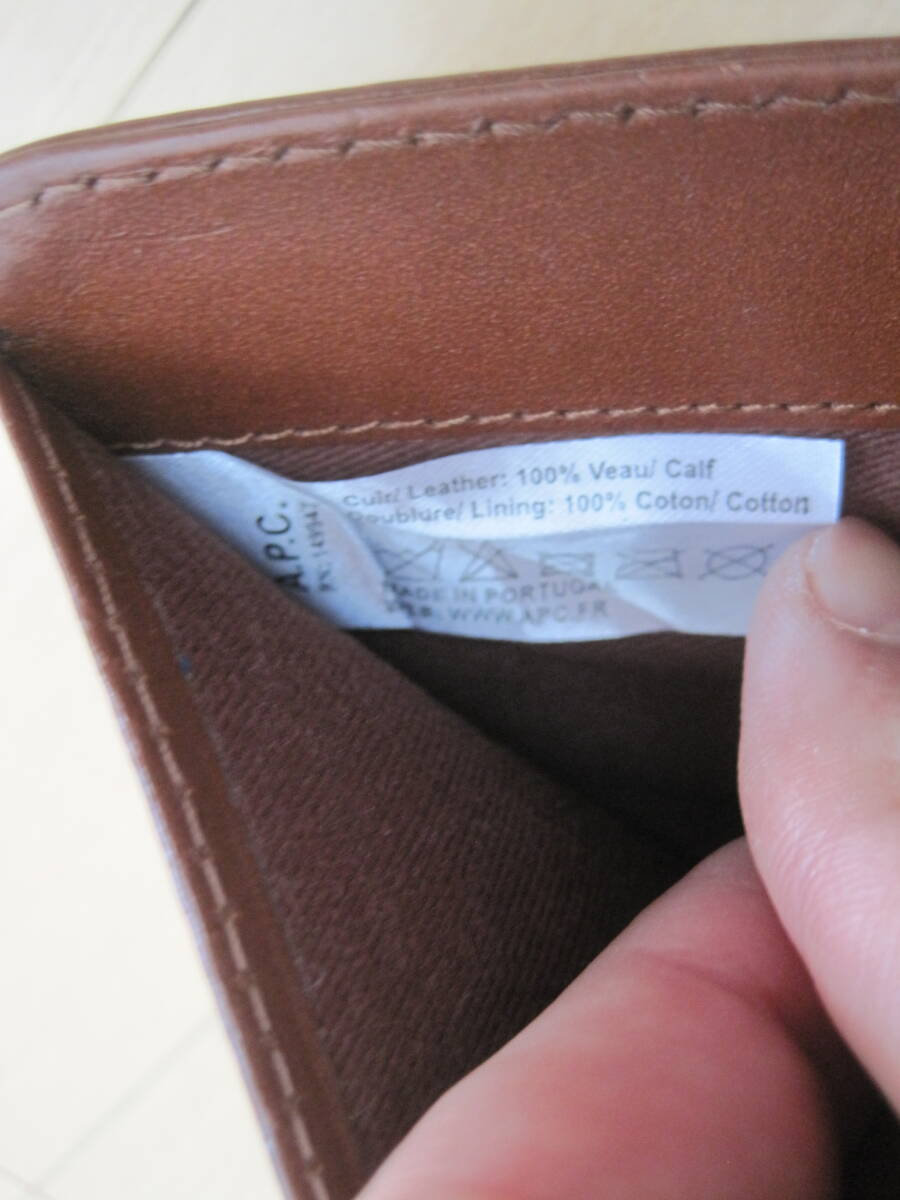 A.P.C.
Cuir/ Leather: 100% Veau/ Calf
Doublure/ Lining: 100% Coton/ Cotton
MADE IN PORTUGAL
WWW.APC.FR